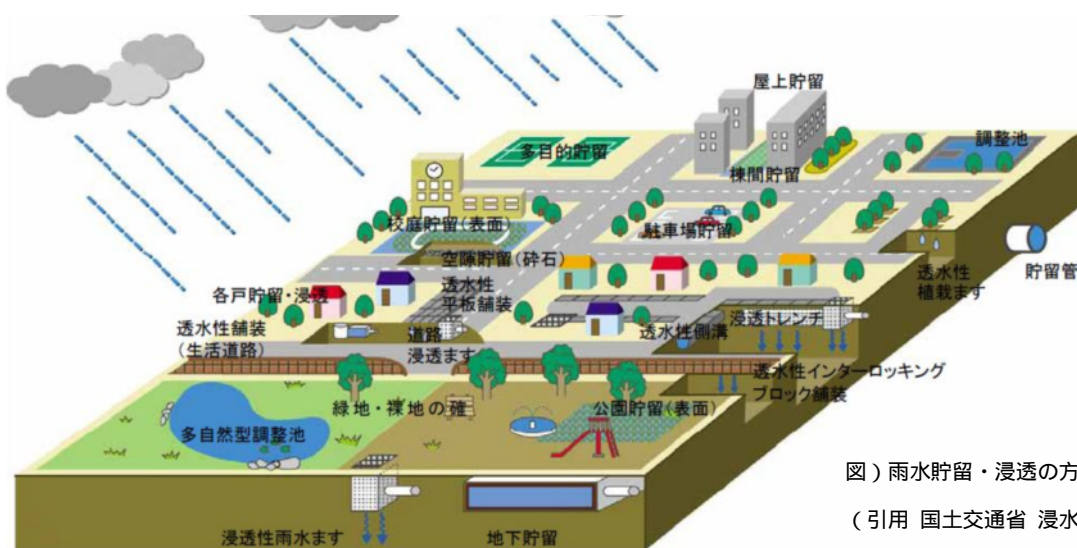 屋上貯留
調整池
多目的貯留
棟間貯留
校庭貯留(表面)
駐車場貯留
空隙貯留(砕石)
透水性
平板舗装
透水性
植栽ます
貯留管
各戸貯留・浸透
透水性舗装
(生活道路)
道路
浸透ます
透水性側溝
浸透トレンチ
透水性インターロッキング
ブロック舗装
緑地・裸地の確
公園貯留(表面)
多自然型調整池
浸透性雨水ます
地下貯留
図)雨水貯留・浸透の方
(引用 国土交通省 浸水